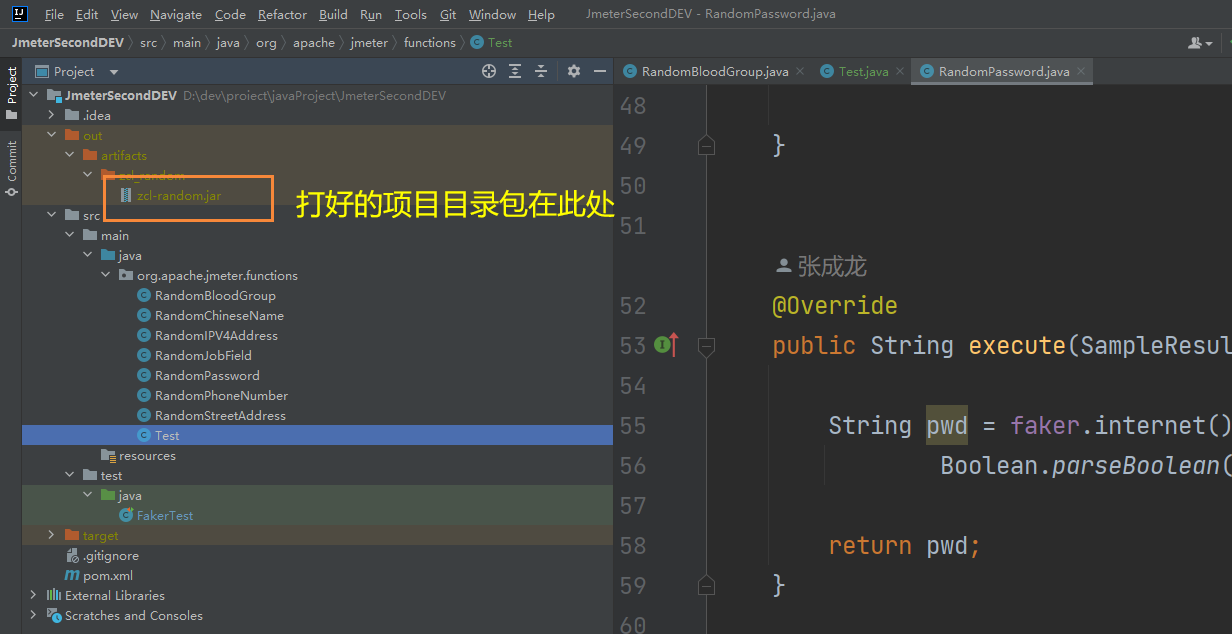 File Edit View Navigate Code Refactor Build Run Tools Git Window Help JmeterSecondDEV - RandomPassword.java
JmeterSecondDEV src main java org apache jmeter functions Test
Project
Commit
Project
JmeterSecondDEV D:\dev\proiect\javaProject\JmeterSecondDEV
.idea
out
artifacts
zcl_random
zcl-random.jar
打好的项目目录包在此处
src
main
java
org.apache.jmeter.functions
RandomBloodGroup
RandomChineseName
RandomIPV4Address
RandomJobField
RandomPassword
RandomPhoneNumber
RandomStreetAddress
Test
resources
test
java
FakerTest
target
.gitignore
pom.xml
External Libraries
Scratches and Consoles
RandomBloodGroup.java Test.java RandomPassword.java
48
49 }
50
51
张成龙
52 @Override
53 public String execute(SampleResul
54
55 String pwd = faker.internet()
56 Boolean.parseBoolean(
57
58 return pwd;
59 }
60